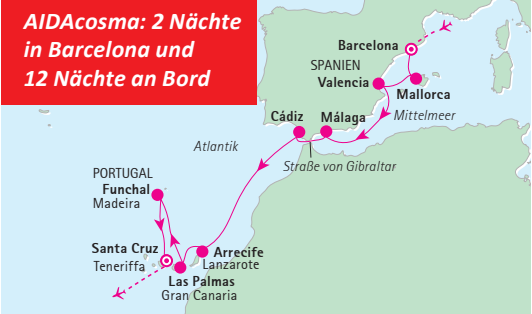 AIDAcosma: 2 Nächte
in Barcelona und
12 Nächte an Bord
Barcelona
SPANIEN
Valencia
Mallorca
Cádiz
Málaga
Mittelmeer
Atlantik
Straße von Gibraltar
PORTUGAL
Funchal
Madeira
Santa Cruz
Teneriffa
Arrecife
Lanzarote
Las Palmas
Gran Canaria